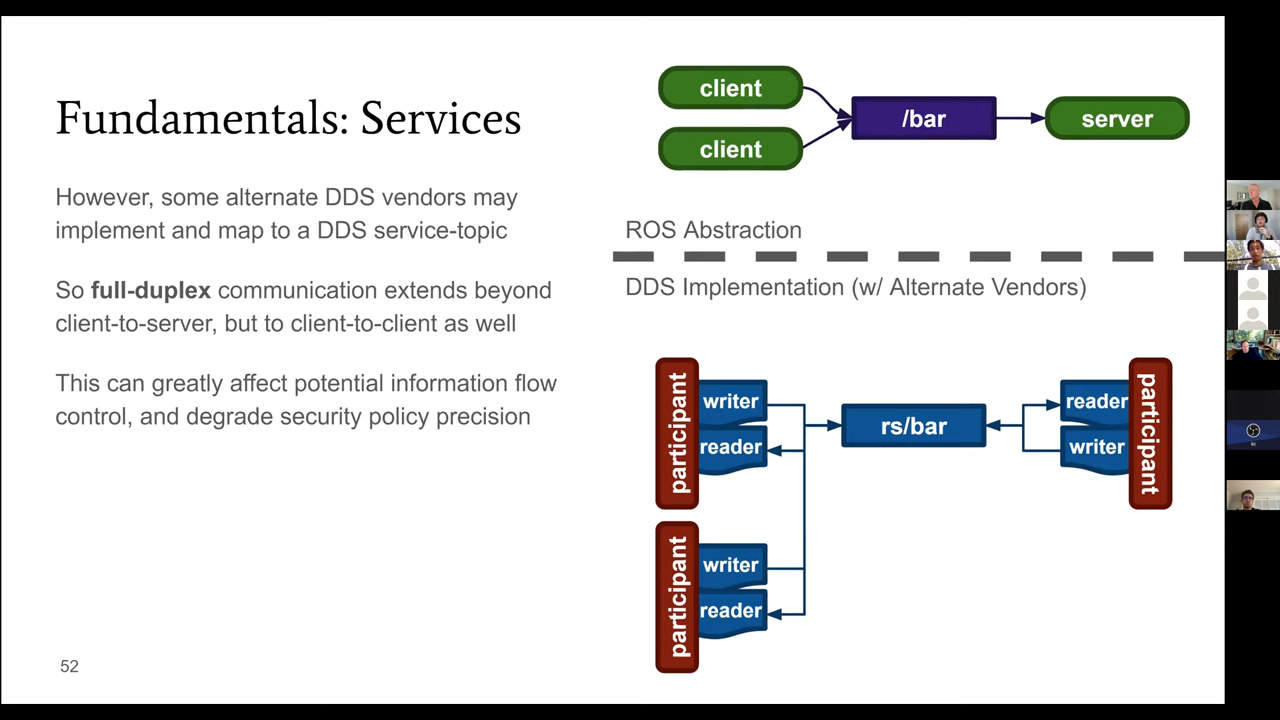 Fundamentals: Services
However, some alternate DDS vendors may
implement and map to a DDS service-topic
So full-duplex communication extends beyond
client-to-server, but to client-to-client as well
This can greatly affect potential information flow
control, and degrade security policy precision
52
client
client
/bar
server
ROS Abstraction
DDS Implementation (w/ Alternate Vendors)
participant
writer
reader
rs/bar
reader
writer
participant
participant
writer
reader